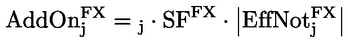 AddOn_j^FX = _j · SF^FX · |EffNot_j^FX|